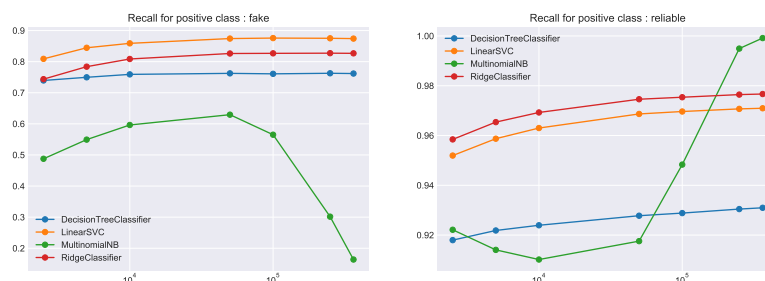 Recall for positive class : fake
0.9
0.8
0.7
0.6
0.5
0.4
0.3
0.2
DecisionTreeClassifier
LinearSVC
MultinomialNB
RidgeClassifier
10^4 10^5
Recall for positive class : reliable
1.00
0.98
0.96
0.94
0.92
DecisionTreeClassifier
LinearSVC
MultinomialNB
RidgeClassifier
10^4 10^5